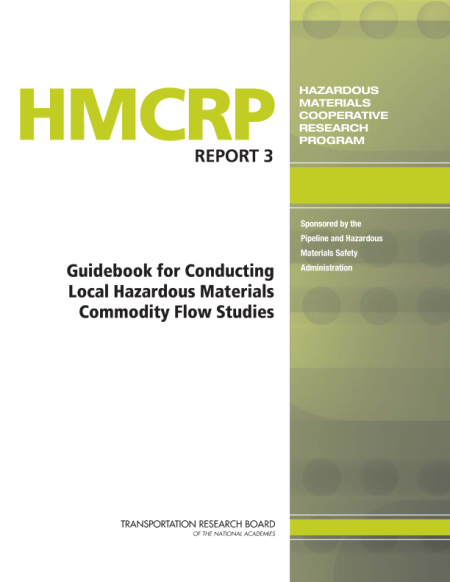 HMCRP
REPORT 3
HAZARDOUS
MATERIALS
COOPERATIVE
RESEARCH
PROGRAM
Sponsored by the
Pipeline and Hazardous
Materials Safety
Administration
Guidebook for Conducting
Local Hazardous Materials
Commodity Flow Studies
TRANSPORTATION RESEARCH BOARD
OF THE NATIONAL ACADEMIES